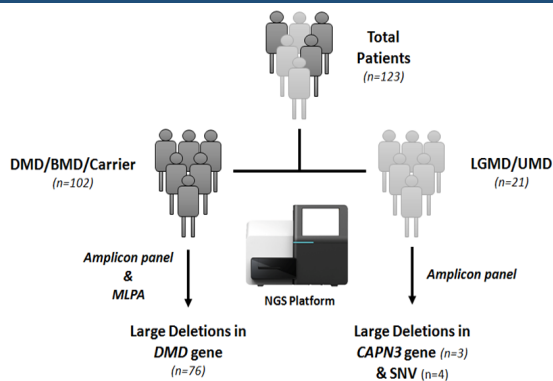 Total
Patients
(n=123)
DMD/BMD/Carrier
(n=102)
LGMD/UMD
(n=21)
Amplicon panel
&
MLPA
NGS Platform
Amplicon panel
Large Deletions in
DMD gene
(n=76)
Large Deletions in
CAPN3 gene (n=3)
& SNV (n=4)